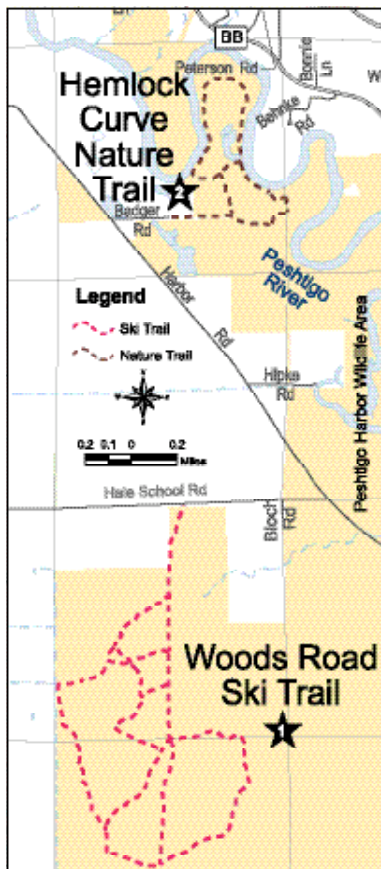 BB
Peterson Rd
Bonnie
Ln
W
Behnke
Rd
Hemlock
Curve
Nature
Trail
2
Badger
Rd
Harbor
Rd
Peshtigo
River
Legend
Ski Trail
Nature Trail
Hipke
Rd
Peshtigo Harbor Wildlife Area
0.2 0.1 0 0.2
Miles
Hale School Rd
Bloch
Rd
Woods Road
Ski Trail
1